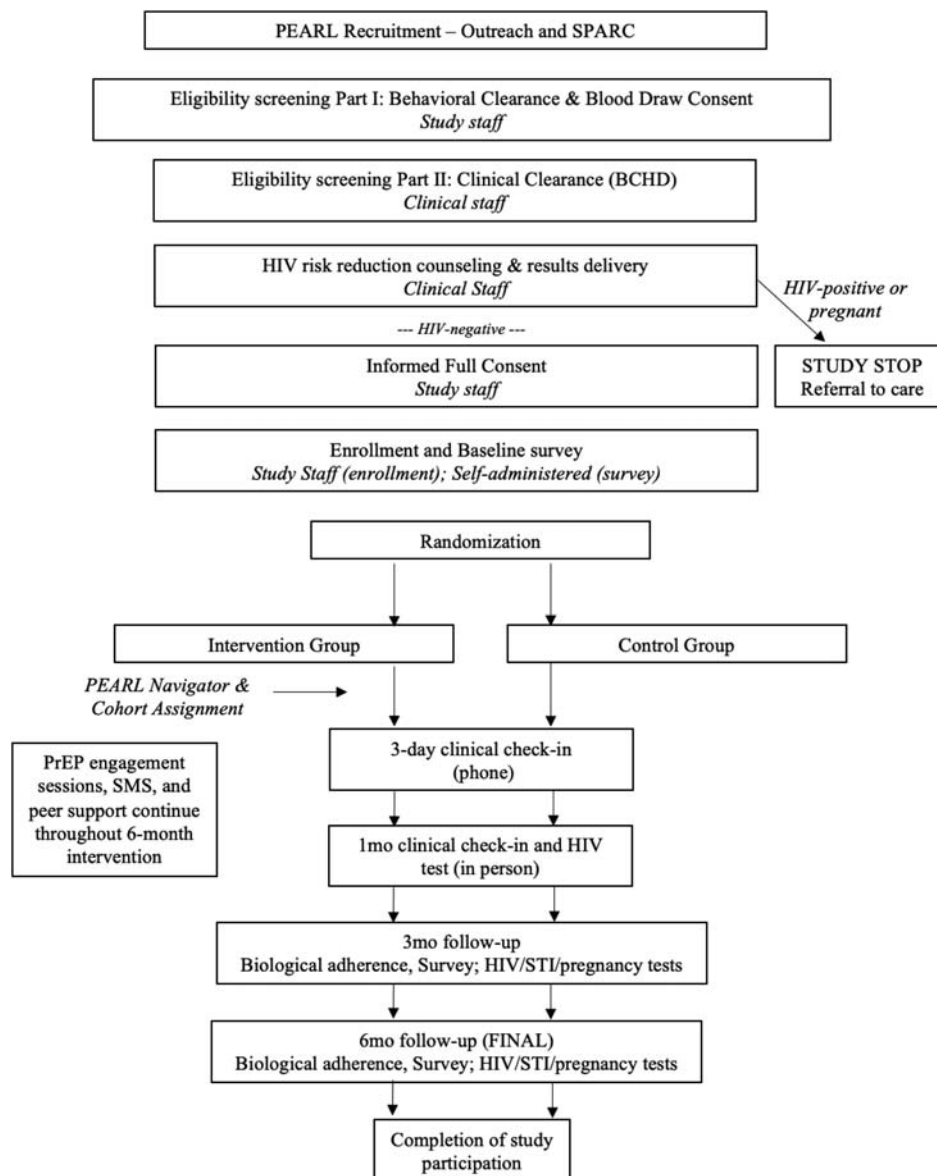 PEARL Recruitment – Outreach and SPARC
Eligibility screening Part I: Behavioral Clearance & Blood Draw Consent
Study staff
Eligibility screening Part II: Clinical Clearance (BCHD)
Clinical staff
HIV risk reduction counseling & results delivery
Clinical Staff
HIV-positive or
pregnant
--- HIV-negative ---
Informed Full Consent
Study staff
STUDY STOP
Referral to care
Enrollment and Baseline survey
Study Staff (enrollment); Self-administered (survey)
Randomization
Intervention Group
Control Group
PEARL Navigator &
Cohort Assignment
3-day clinical check-in
(phone)
PrEP engagement
sessions, SMS, and
peer support continue
throughout 6-month
intervention
1mo clinical check-in and HIV
test (in person)
3mo follow-up
Biological adherence, Survey; HIV/STI/pregnancy tests
6mo follow-up (FINAL)
Biological adherence, Survey; HIV/STI/pregnancy tests
Completion of study
participation